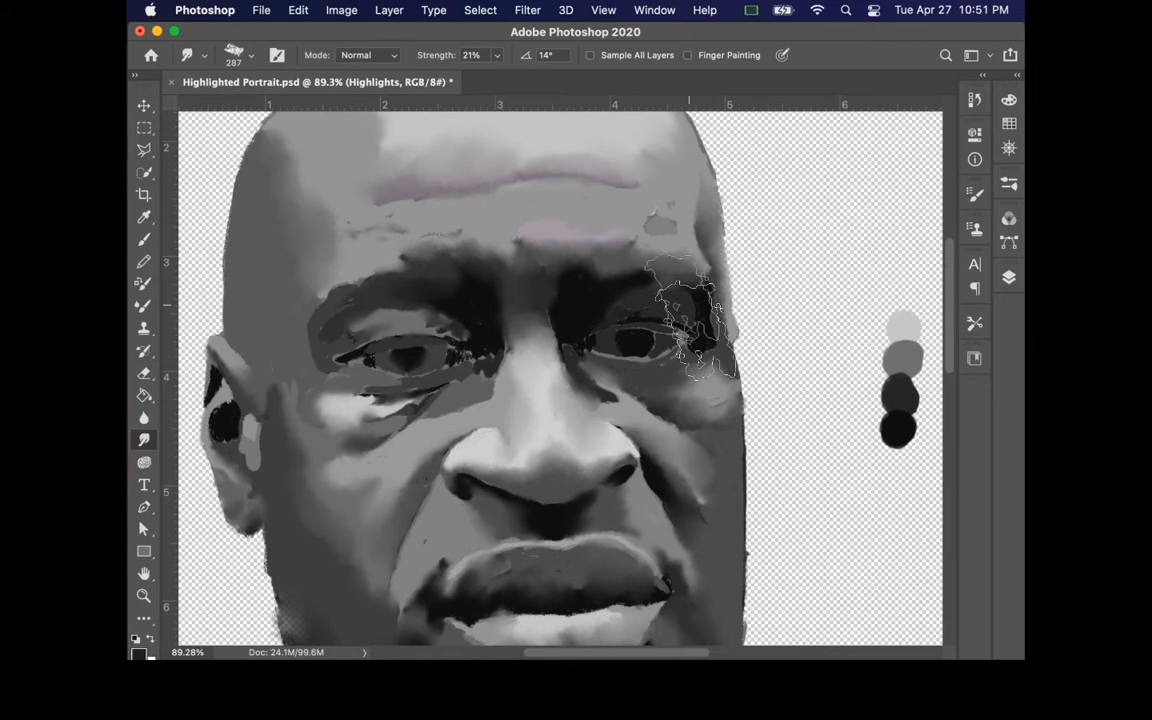 Photoshop File Edit Image Layer Type Select Filter 3D View Window Help Tue Apr 27 10:51 PM
Adobe Photoshop 2020
287 Mode: Normal Strength: 21% 14° Sample All Layers Finger Painting
× Highlighted Portrait.psd @ 89.3% (Highlights, RGB/8#) *
1 2 3 4 5 6
2
3
4
5
6
89.28% Doc: 24.1M/99.6M